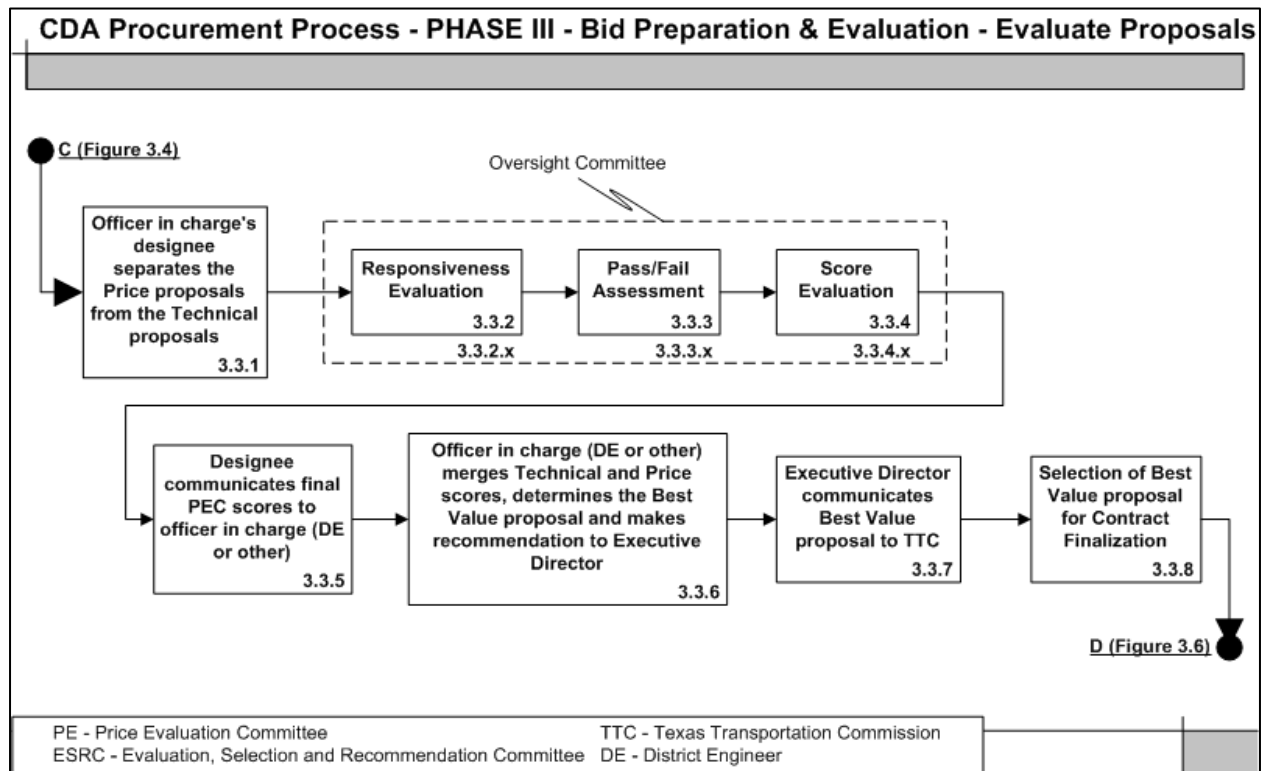 CDA Procurement Process - PHASE III - Bid Preparation & Evaluation - Evaluate Proposals
C (Figure 3.4)
Oversight Committee
Officer in charge's
designee
separates the
Price proposals
from the Technical
proposals
3.3.1
Responsiveness
Evaluation
3.3.2
3.3.2.x
Pass/Fail
Assessment
3.3.3
3.3.3.x
Score
Evaluation
3.3.4
3.3.4.x
Designee
communicates final
PEC scores to
officer in charge (DE
or other)
3.3.5
Officer in charge (DE or other)
merges Technical and Price
scores, determines the Best
Value proposal and makes
recommendation to Executive
Director
3.3.6
Executive Director
communicates
Best Value
proposal to TTC
3.3.7
Selection of Best
Value proposal
for Contract
Finalization
3.3.8
D (Figure 3.6)
PE - Price Evaluation Committee
ESRC - Evaluation, Selection and Recommendation Committee
TTC - Texas Transportation Commission
DE - District Engineer